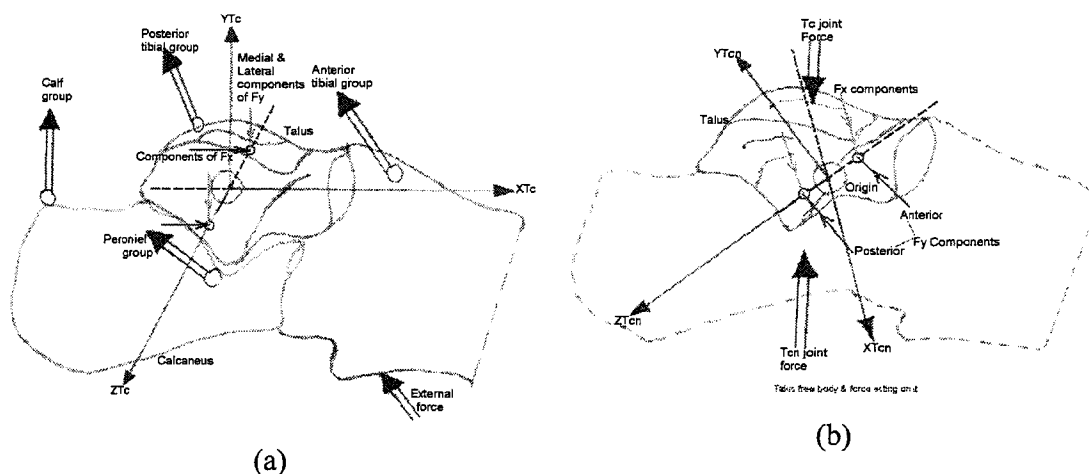 YTc
Posterior
tibial group
Medial &
Lateral
components
of Fy
Anterior
tibial group
Calf
group
Talus
Components of Fx
XTc
Peroniel
group
Calcaneus
ZTc
External
force
(a)
Tc joint
Force
YTcn
Fx components
Talus
Origin
Anterior
Fy Components
Posterior
ZTcn
XTcn
Tcn joint
force
Talus free body & force acting on it
(b)